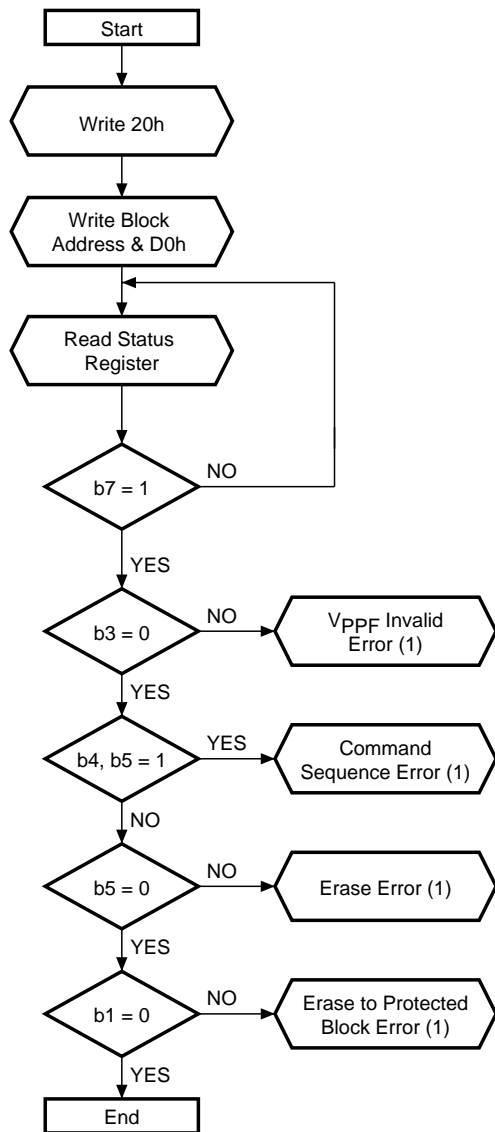 Start
Write 20h
Write Block
Address & D0h
Read Status
Register
b7 = 1
NO
YES
b3 = 0
NO
VPPF Invalid
Error (1)
YES
b4, b5 = 1
YES
Command
Sequence Error (1)
NO
b5 = 0
NO
Erase Error (1)
YES
b1 = 0
NO
Erase to Protected
Block Error (1)
YES
End